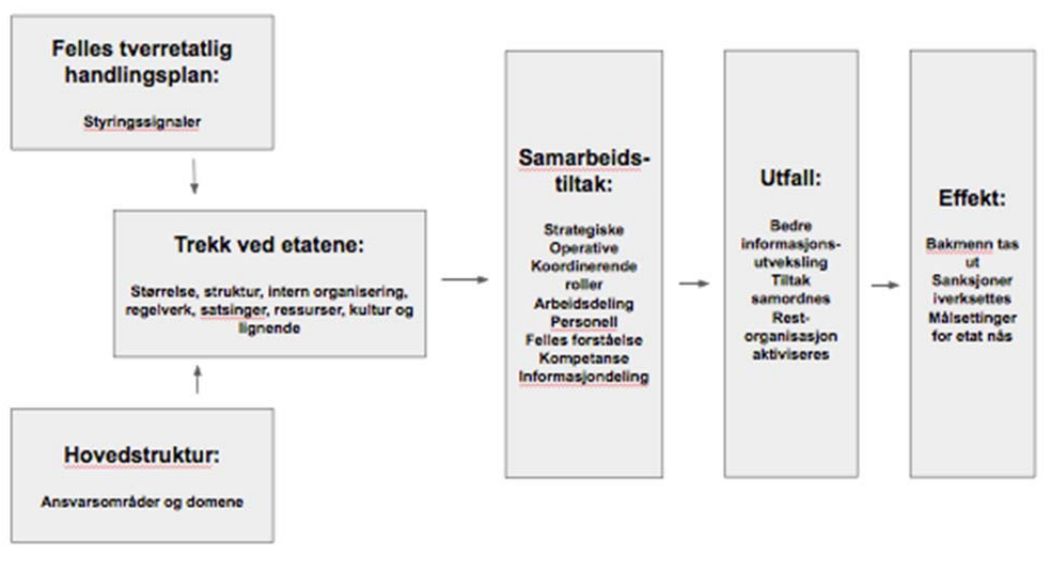 Felles tverretatlig
handlingsplan:
Styringssignaler
Trekk ved etatene:
Størrelse, struktur, intern organisering,
regelverk, satsinger, ressurser, kultur og
lignende
Hovedstruktur:
Ansvarsområder og domene
Samarbeids-
tiltak:
Strategiske
Operative
Koordinerende
roller
Arbeidsdeling
Personell
Felles forståelse
Kompetanse
Informasjondeling
Utfall:
Bedre
informasjons-
utveksling
Tiltak
samordnes
Rest-
organisasjon
aktiviseres
Effekt:
Bakmenn tas
ut
Sanksjoner
iverksettes
Målsettinger
for etat nås